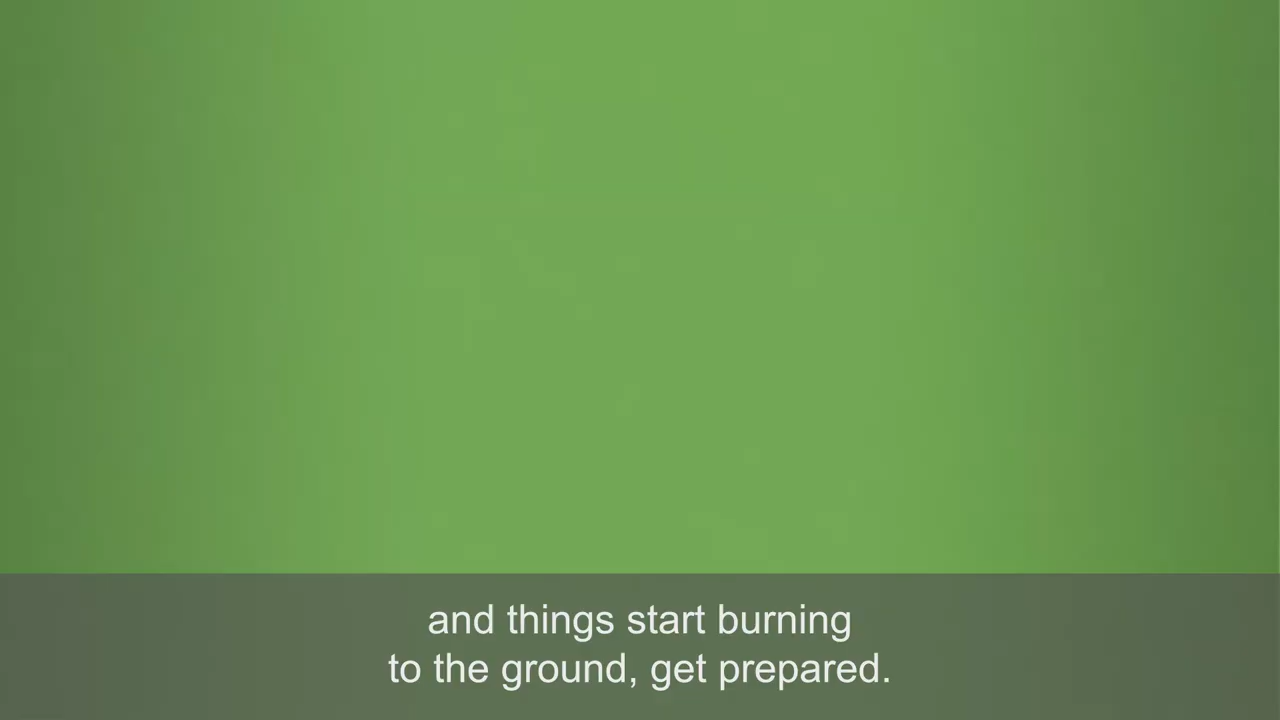 and things start burning
to the ground, get prepared.